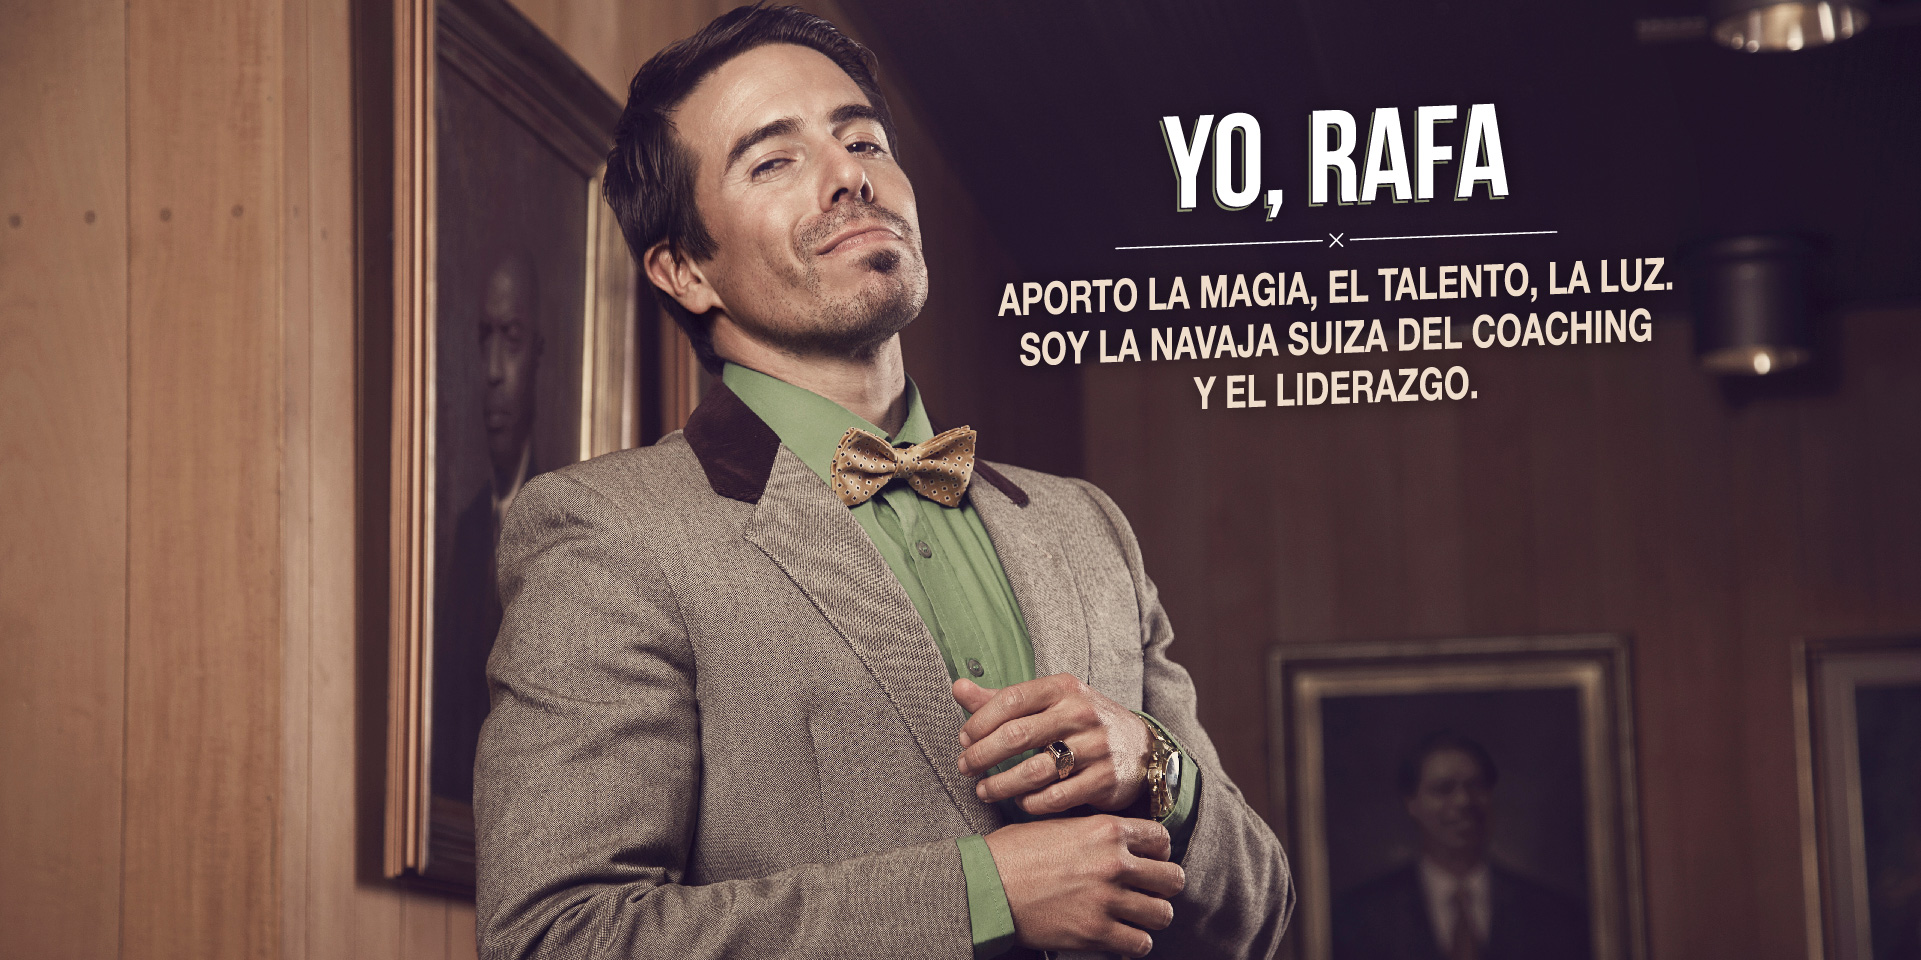 YO, RAFA
APORTO LA MAGIA, EL TALENTO, LA LUZ.
SOY LA NAVAJA SUIZA DEL COACHING
Y EL LIDERAZGO.